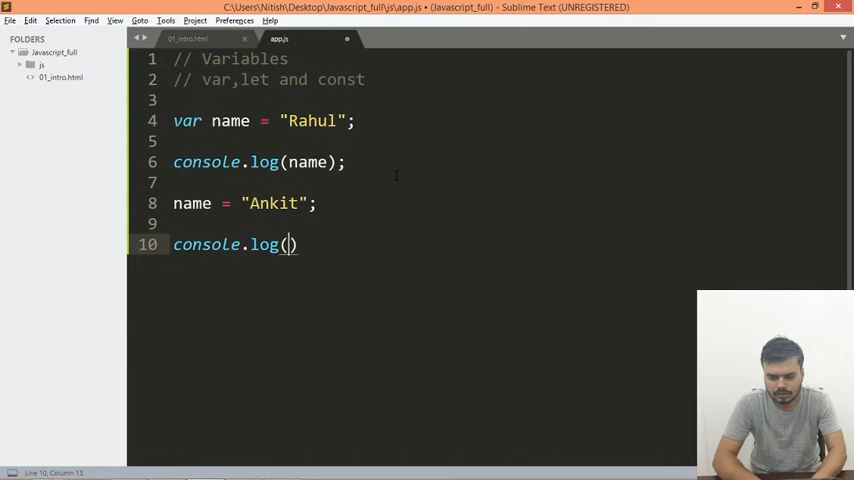 C:\Users\Nitish\Desktop\Javascript_full\js\app.js • (Javascript_full) - Sublime Text (UNREGISTERED)
File Edit Selection Find View Goto Tools Project Preferences Help
FOLDERS
Javascript_full
js
01_intro.html
01_intro.html
app.js
1 // Variables
2 // var,let and const
3
4 var name = "Rahul";
5
6 console.log(name);
7
8 name = "Ankit";
9
10 console.log()
Line 10, Column 13